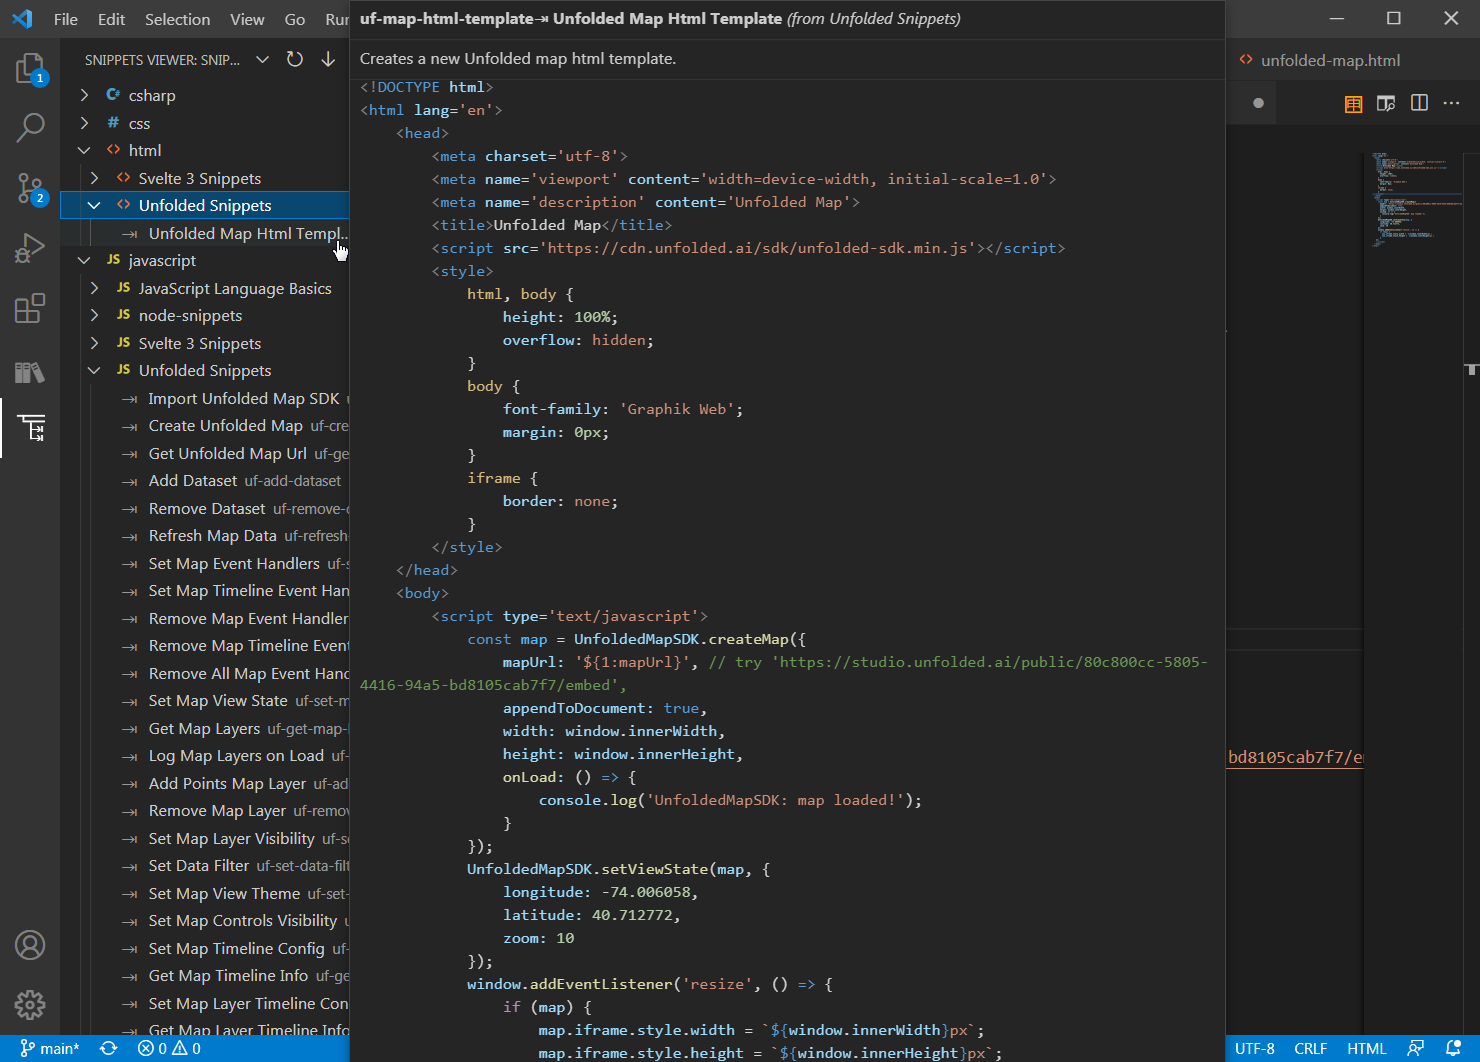 File Edit Selection View Go Run
uf-map-html-template⇥ Unfolded Map Html Template (from Unfolded Snippets)
Creates a new Unfolded map html template.
SNIPPETS VIEWER: SNIP...
unfolded-map.html
1
2
csharp
css
html
Svelte 3 Snippets
Unfolded Snippets
Unfolded Map Html Templ...
javascript
JavaScript Language Basics
node-snippets
Svelte 3 Snippets
Unfolded Snippets
Import Unfolded Map SDK
Create Unfolded Map uf-cre
Get Unfolded Map Url uf-ge
Add Dataset uf-add-dataset
Remove Dataset uf-remove-
Refresh Map Data uf-refresh
Set Map Event Handlers uf-s
Set Map Timeline Event Han
Remove Map Event Handler
Remove Map Timeline Event
Remove All Map Event Hand
Set Map View State uf-set-m
Get Map Layers uf-get-map-
Log Map Layers on Load uf-
Add Points Map Layer uf-ad
Remove Map Layer uf-remov
Set Map Layer Visibility uf-s
Set Data Filter uf-set-data-filt
Set Map View Theme uf-set-
Set Map Controls Visibility
Set Map Timeline Config uf-
Get Map Timeline Info uf-ge
Set Map Layer Timeline Con
Get Map Layer Timeline Info
<!DOCTYPE html>
<html lang='en'>
<head>
<meta charset='utf-8'>
<meta name='viewport' content='width=device-width, initial-scale=1.0'>
<meta name='description' content='Unfolded Map'>
<title>Unfolded Map</title>
<script src='https://cdn.unfolded.ai/sdk/unfolded-sdk.min.js'></script>
<style>
html, body {
height: 100%;
overflow: hidden;
}
body {
font-family: 'Graphik Web';
margin: 0px;
}
iframe {
border: none;
}
</style>
</head>
<body>
<script type='text/javascript'>
const map = UnfoldedMapSDK.createMap({
mapUrl: '${1:mapUrl}', // try 'https://studio.unfolded.ai/public/80c800cc-5805-
4416-94a5-bd8105cab7f7/embed',
appendToDocument: true,
width: window.innerWidth,
height: window.innerHeight,
onLoad: () => {
console.log('UnfoldedMapSDK: map loaded!');
}
});
UnfoldedMapSDK.setViewState(map, {
longitude: -74.006058,
latitude: 40.712772,
zoom: 10
});
window.addEventListener('resize', () => {
if (map) {
map.iframe.style.width = `${window.innerWidth}px`;
map.iframe.style.height = `${window.innerHeight}px`;
bd8105cab7f7/e
main* 0 0 UTF-8 CRLF HTML